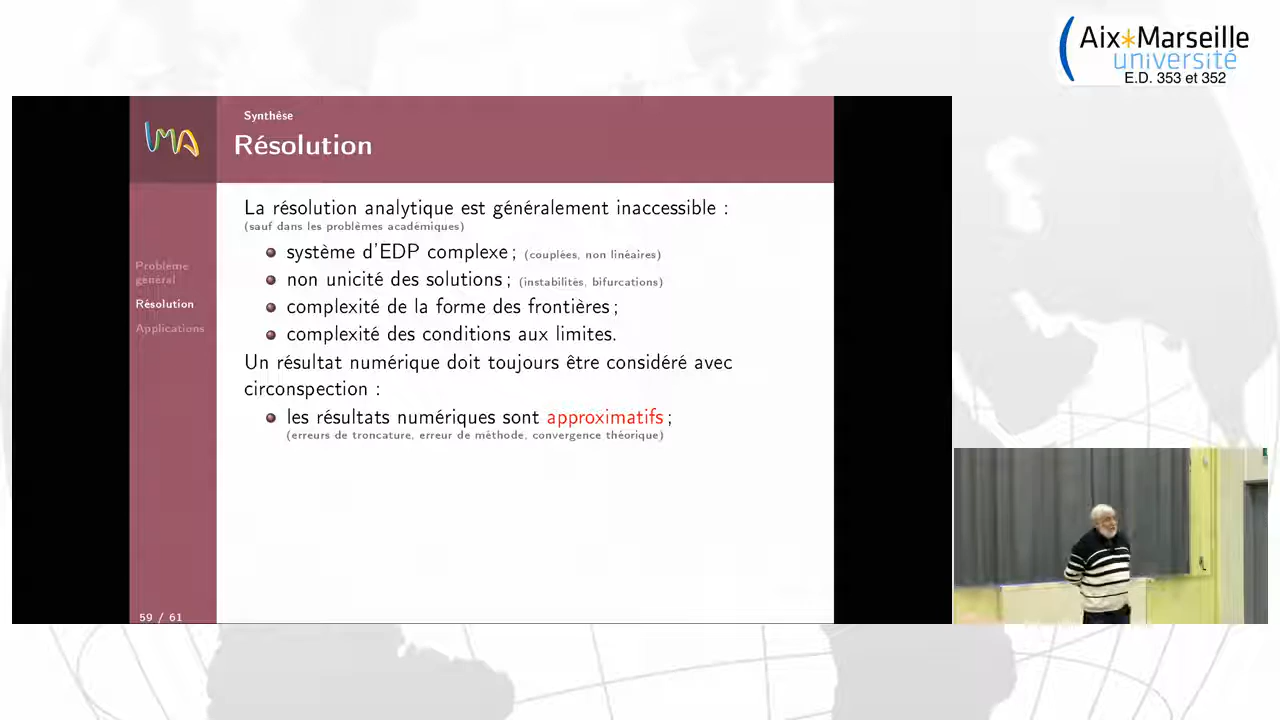 Aix*Marseille
université
E.D. 353 et 352
LMA
Synthèse
Résolution
La résolution analytique est généralement inaccessible :
(sauf dans les problèmes académiques)
système d'EDP complexe ; (couplées, non linéaires)
non unicité des solutions ; (instabilités, bifurcations)
complexité de la forme des frontières ;
complexité des conditions aux limites.
Un résultat numérique doit toujours être considéré avec
circonspection :
les résultats numériques sont approximatifs ;
(erreurs de troncature, erreur de méthode, convergence théorique)
Problème
général
Résolution
Applications
59 / 61